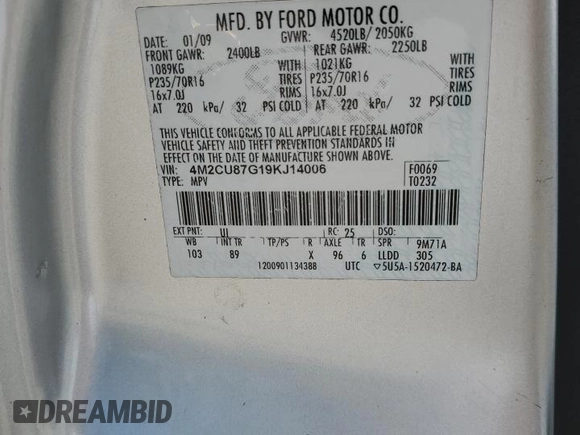 MFD. BY FORD MOTOR CO.
DATE: 01/09 GVWR: 4520LB/ 2050KG
FRONT GAWR: 2400LB REAR GAWR: 2250LB
1089KG WITH 1021KG WITH
P235/70R16 TIRES P235/70R16 TIRES
16x7.0J RIMS 16x7.0J RIMS
AT 220 kPa/ 32 PSI COLD AT 220 kPa/ 32 PSI COLD
THIS VEHICLE CONFORMS TO ALL APPLICABLE FEDERAL MOTOR
VEHICLE SAFETY AND THEFT PREVENTION STANDARDS IN
EFFECT ON THE DATE OF MANUFACTURE SHOWN ABOVE.
VIN: 4M2CU87G19KJ14006 F0069
TYPE: MPV T0232
EXT PNT: UI RC: 25 DSO:
WB INT TR TP/PS R AXLE TR SPR 9M71A
103 89 X 96 6 LLDD 305
1200901134388 UTC ▽5U5A-1520472-BA
DREAMBID